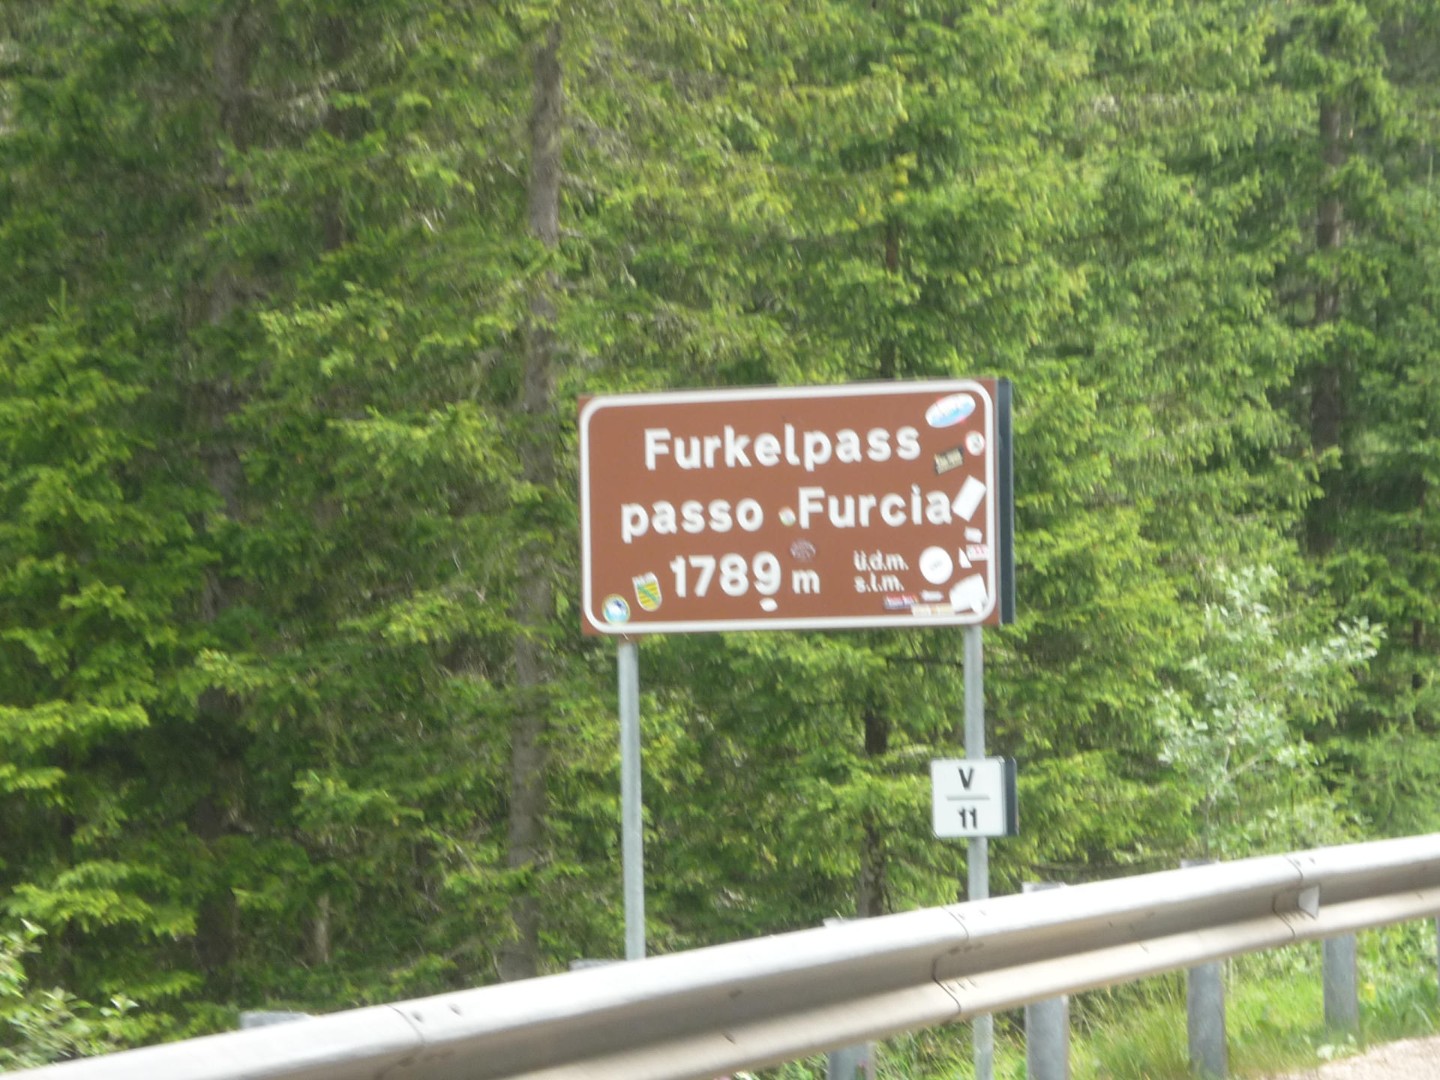 Furkelpass
passo Furcia
1789 m
ü.d.m.
s.l.m.
V
11